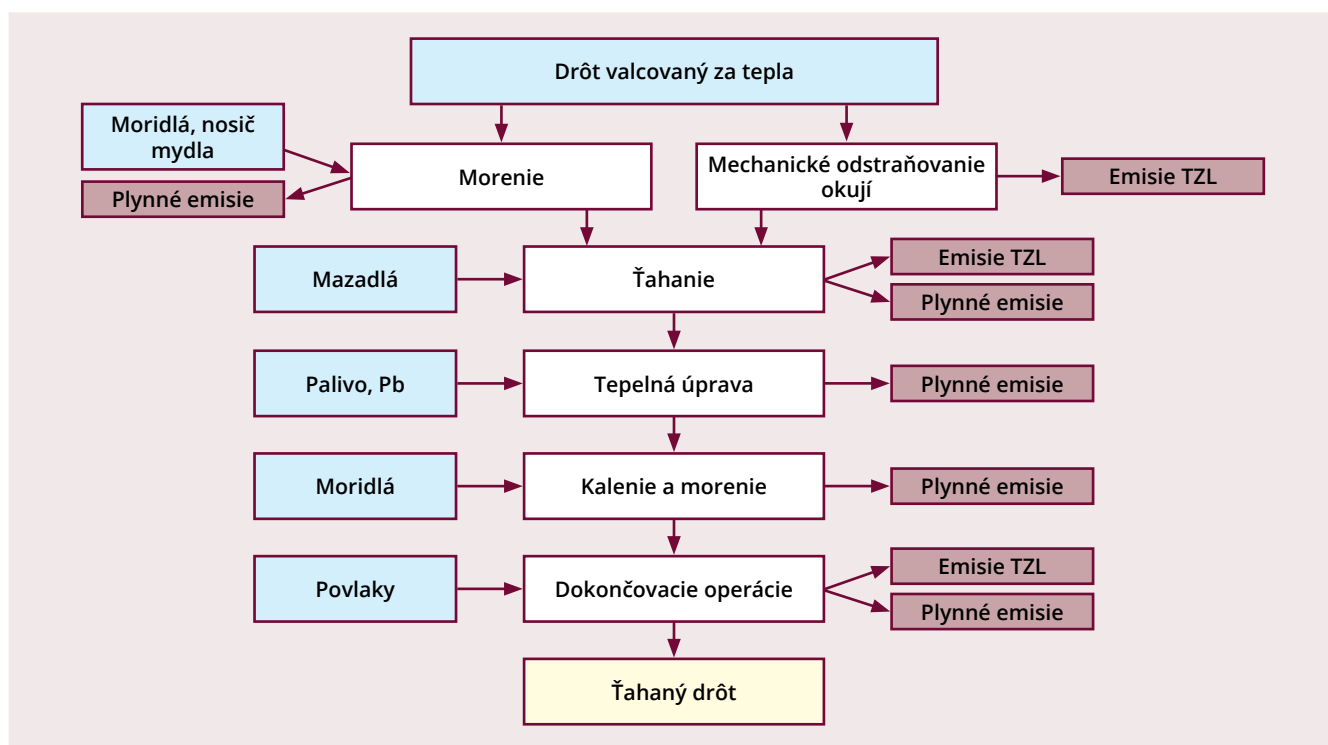 Drôt valcovaný za tepla
Moridlá, nosič
mydla
Plynné emisie
Morenie
Mechanické odstraňovanie
okují
Emisie TZL
Mazadlá
Ťahanie
Emisie TZL
Plynné emisie
Palivo, Pb
Tepelná úprava
Plynné emisie
Moridlá
Kalenie a morenie
Plynné emisie
Povlaky
Dokončovacie operácie
Emisie TZL
Plynné emisie
Ťahaný drôt